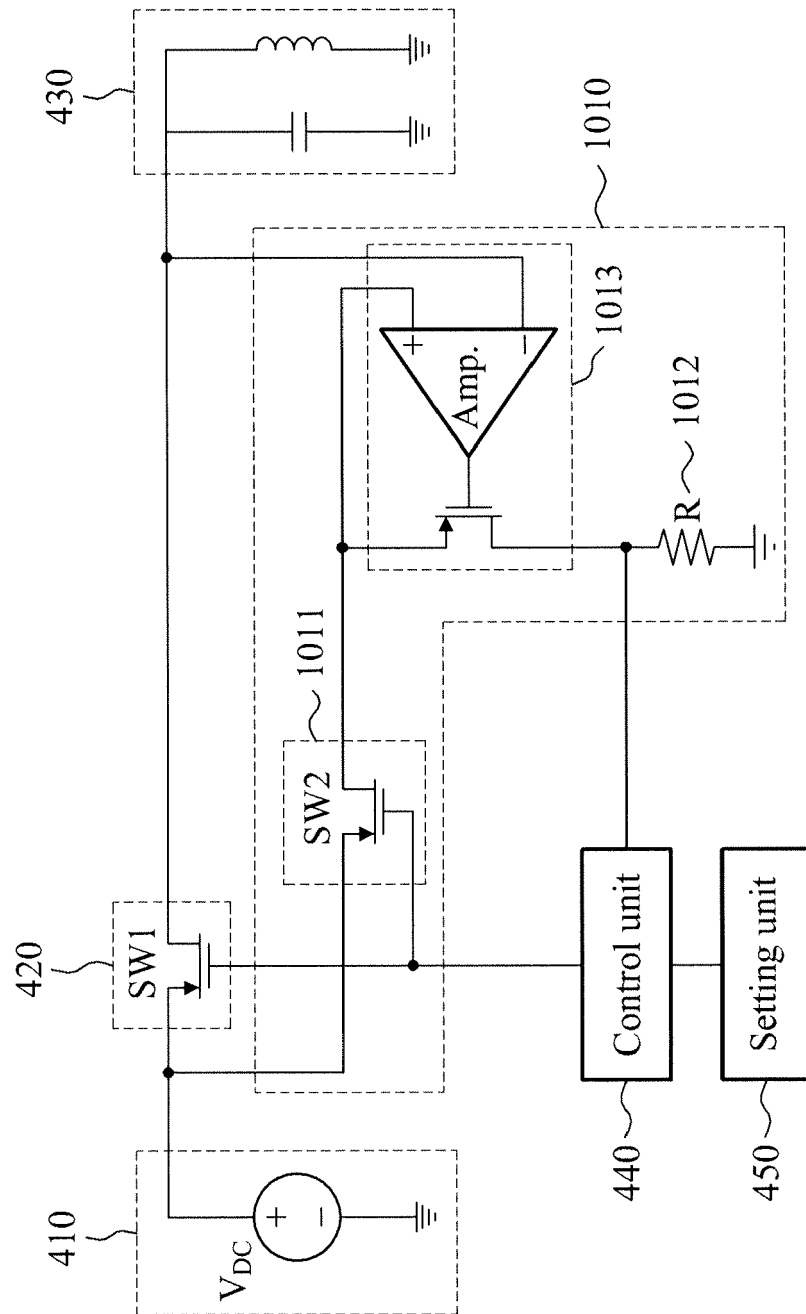 410
V_DC
+
−
420
SW1
430
SW2
1011
+
−
Amp.
1013
1010
R
1012
Control unit
440
Setting unit
450